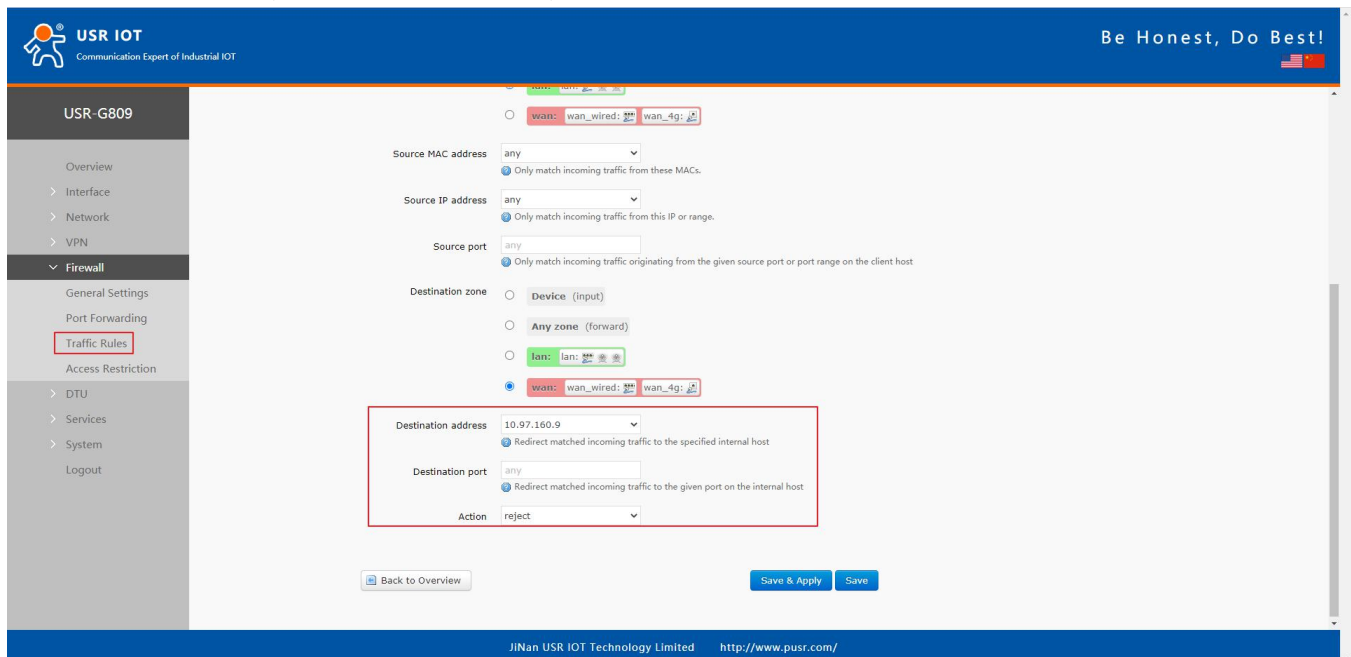 USR IOT
®
Communication Expert of Industrial IOT
Be Honest, Do Best!
USR-G809
Overview
Interface
Network
VPN
Firewall
General Settings
Port Forwarding
Traffic Rules
Access Restriction
DTU
Services
System
Logout
lan: lan:
wan: wan_wired: wan_4g:
Source MAC address any
Only match incoming traffic from these MACs.
Source IP address any
Only match incoming traffic from this IP or range.
Source port any
Only match incoming traffic originating from the given source port or port range on the client host
Destination zone Device (input)
Any zone (forward)
lan: lan:
wan: wan_wired: wan_4g:
Destination address 10.97.160.9
Redirect matched incoming traffic to the specified internal host
Destination port any
Redirect matched incoming traffic to the given port on the internal host
Action reject
Back to Overview Save & Apply Save
JiNan USR IOT Technology Limited http://www.pusr.com/